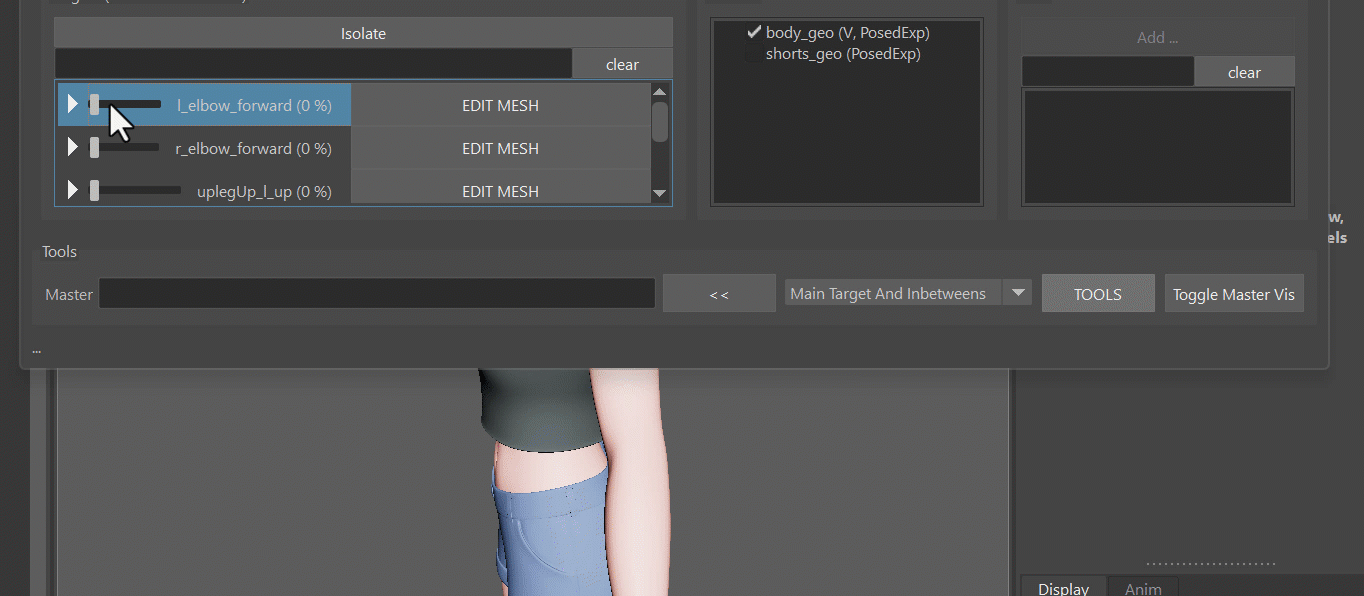 Isolate
clear
l_elbow_forward (0 %)
EDIT MESH
r_elbow_forward (0 %)
EDIT MESH
uplegUp_l_up (0 %)
EDIT MESH
body_geo (V, PosedExp)
shorts_geo (PosedExp)
Add ...
clear
els
Tools
Master
<<
Main Target And Inbetweens
TOOLS
Toggle Master Vis
...
Display
Anim